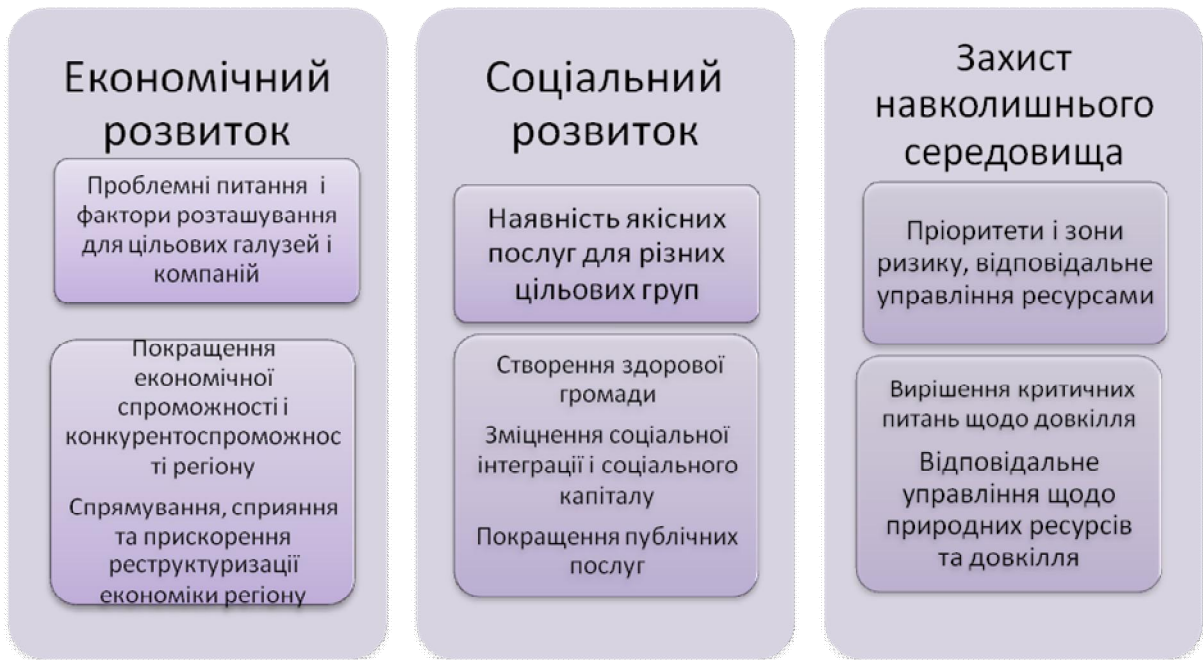 Економічний
розвиток
Проблемні питання і
фактори розташування
для цільових галузей і
компаній
Покращення
економічної
спроможності і
конкурентоспроможнос
ті регіону
Спрямування, сприяння
та прискорення
реструктуризації
економіки регіону
Соціальний
розвиток
Наявність якісних
послуг для різних
цільових груп
Створення здорової
громади
Зміцнення соціальної
інтеграції і соціального
капіталу
Покращення публічних
послуг
Захист
навколишнього
середовища
Пріоритети і зони
ризику, відповідальне
управління ресурсами
Вирішення критичних
питань щодо довкілля
Відповідальне
управління щодо
природних ресурсів
та довкілля